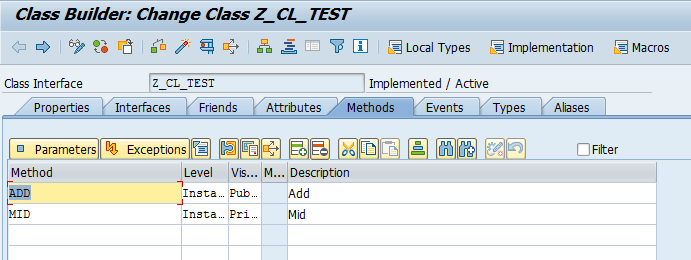 Class Builder: Change Class Z_CL_TEST
Local Types Implementation Macros
Class Interface Z_CL_TEST Implemented / Active
Properties Interfaces Friends Attributes Methods Events Types Aliases
Parameters Exceptions Filter
Method Level Vis... M... Description
ADD Insta... Pub... Add
MID Insta... Pri... Mid